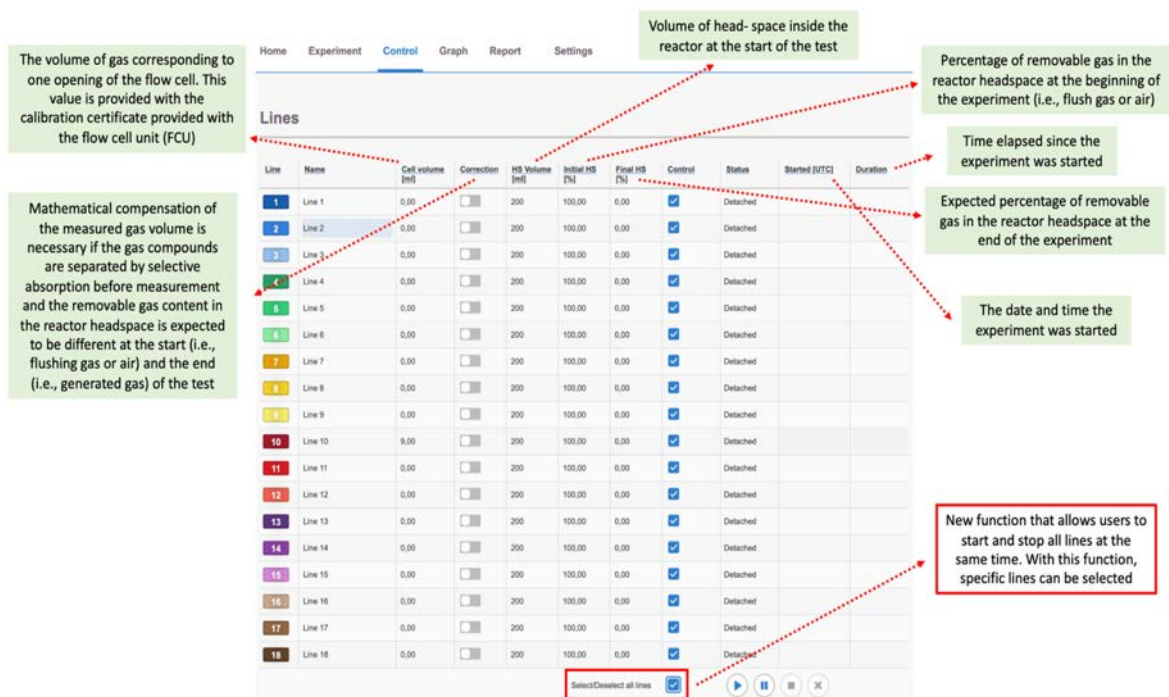 Volume of head- space inside the
reactor at the start of the test
Home Experiment Control Graph Report Settings
The volume of gas corresponding to
one opening of the flow cell. This
value is provided with the
calibration certificate provided with
the flow cell unit (FCU)
Percentage of removable gas in the
reactor headspace at the beginning of
the experiment (i.e., flush gas or air)
Lines
Time elapsed since the
experiment was started
Line Name Cell volume [ml] Correction HS Volume [ml] Initial HS [%] Final HS [%] Control Status Started [UTC] Duration
1 Line 1 0,00 200 100,00 0,00 Detached
2 Line 2 0,00 200 100,00 0,00 Detached
3 Line 3 0,00 200 100,00 0,00 Detached
4 Line 4 0,00 200 100,00 0,00 Detached
5 Line 5 0,00 200 100,00 0,00 Detached
6 Line 6 0,00 200 100,00 0,00 Detached
7 Line 7 0,00 200 100,00 0,00 Detached
8 Line 8 0,00 200 100,00 0,00 Detached
9 Line 9 0,00 200 100,00 0,00 Detached
10 Line 10 9,00 200 100,00 0,00 Detached
11 Line 11 0,00 200 100,00 0,00 Detached
12 Line 12 0,00 200 100,00 0,00 Detached
13 Line 13 0,00 200 100,00 0,00 Detached
14 Line 14 0,00 200 100,00 0,00 Detached
15 Line 15 0,00 200 100,00 0,00 Detached
16 Line 16 0,00 200 100,00 0,00 Detached
17 Line 17 0,00 200 100,00 0,00 Detached
18 Line 18 0,00 200 100,00 0,00 Detached
Select/Deselect all lines
Mathematical compensation of
the measured gas volume is
necessary if the gas compounds
are separated by selective
absorption before measurement
and the removable gas content in
the reactor headspace is expected
to be different at the start (i.e.,
flushing gas or air) and the end
(i.e., generated gas) of the test
Expected percentage of removable
gas in the reactor headspace at the
end of the experiment
The date and time the
experiment was started
New function that allows users to
start and stop all lines at the
same time. With this function,
specific lines can be selected